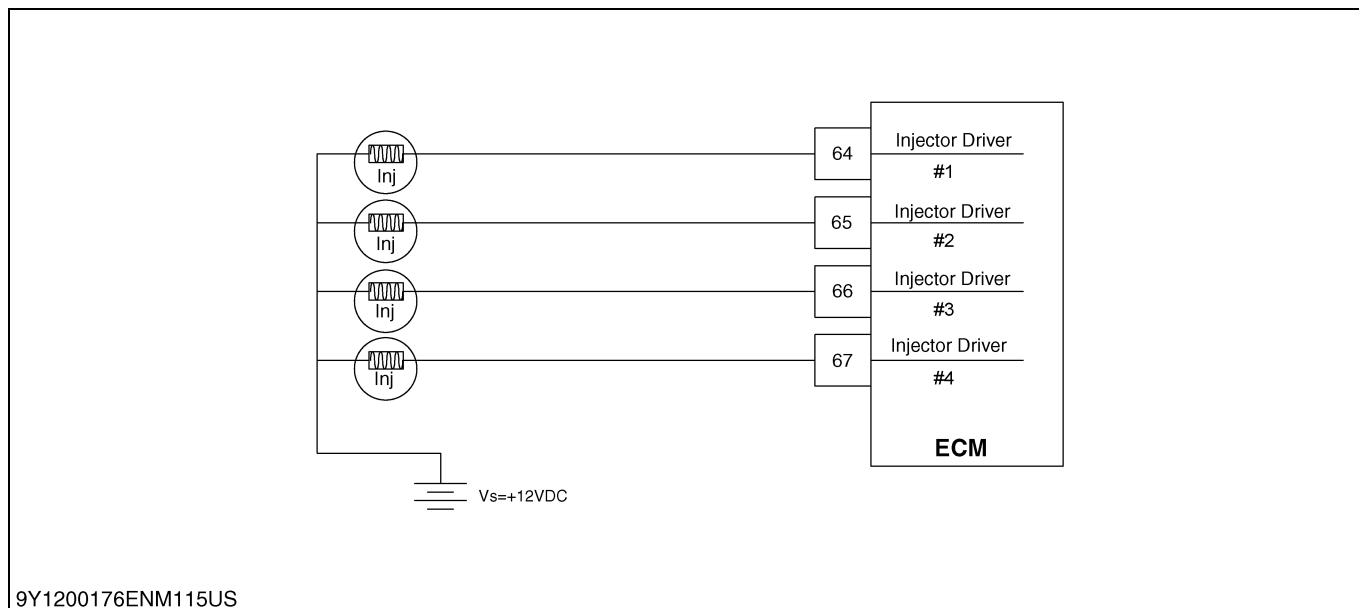 64
Injector Driver
#1
Inj
65
Injector Driver
#2
Inj
66
Injector Driver
#3
Inj
67
Injector Driver
#4
Inj
ECM
Vs=+12VDC
9Y1200176ENM115US